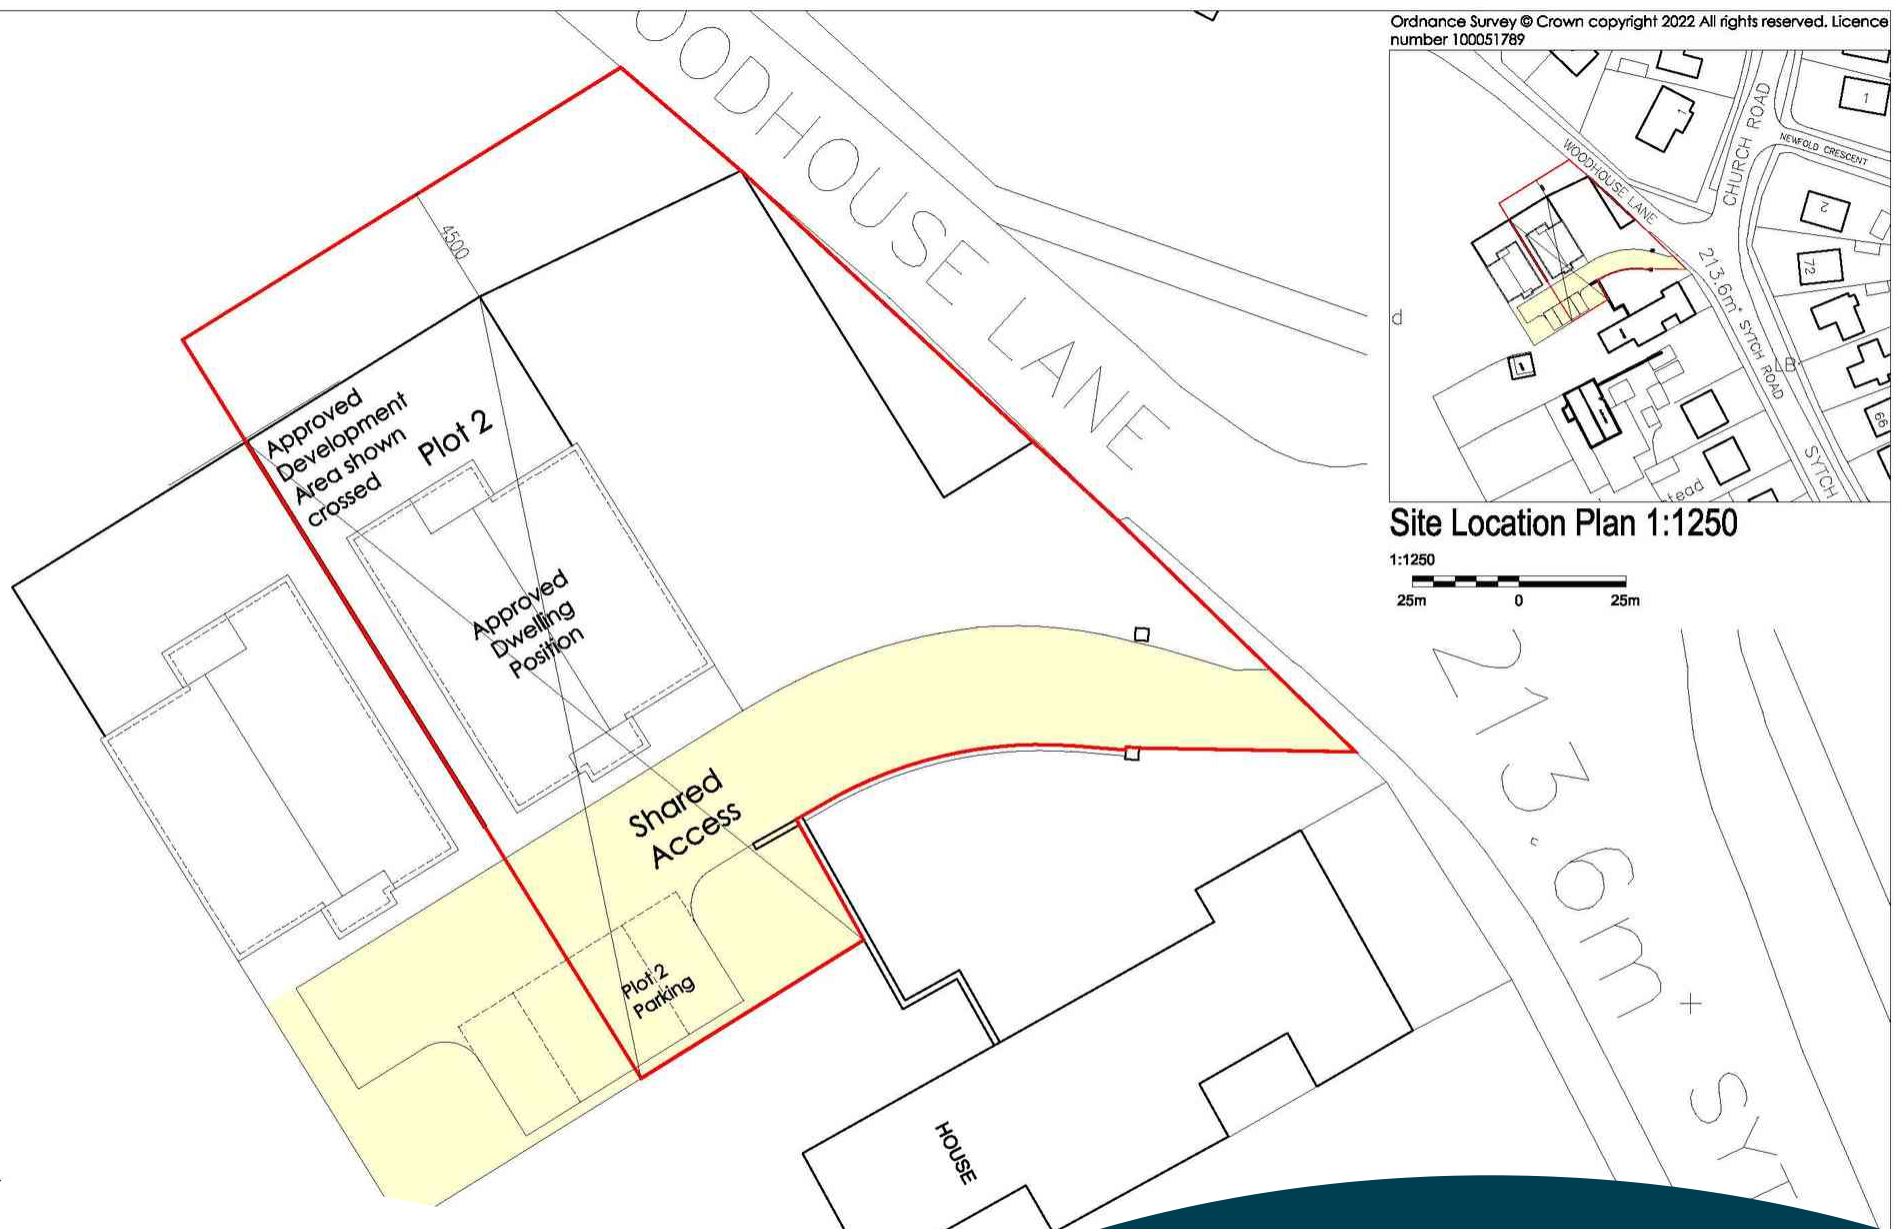 Ordnance Survey © Crown copyright 2022 All rights reserved. Licence
number 100051789
WOODHOUSE LANE
CHURCH ROAD
NEWFOLD CRESCENT
WOODHOUSE LANE
1
1
2
72
213.6m
SYTCH ROAD
LB
66
SYTCH
d
stead
Site Location Plan 1:1250
1:1250
25m
0
25m
4500
Approved
Development
Area shown
crossed
Plot 2
Approved
Dwelling
Position
Shared
Access
Plot 2
Parking
HOUSE
213.6m
+
SYT